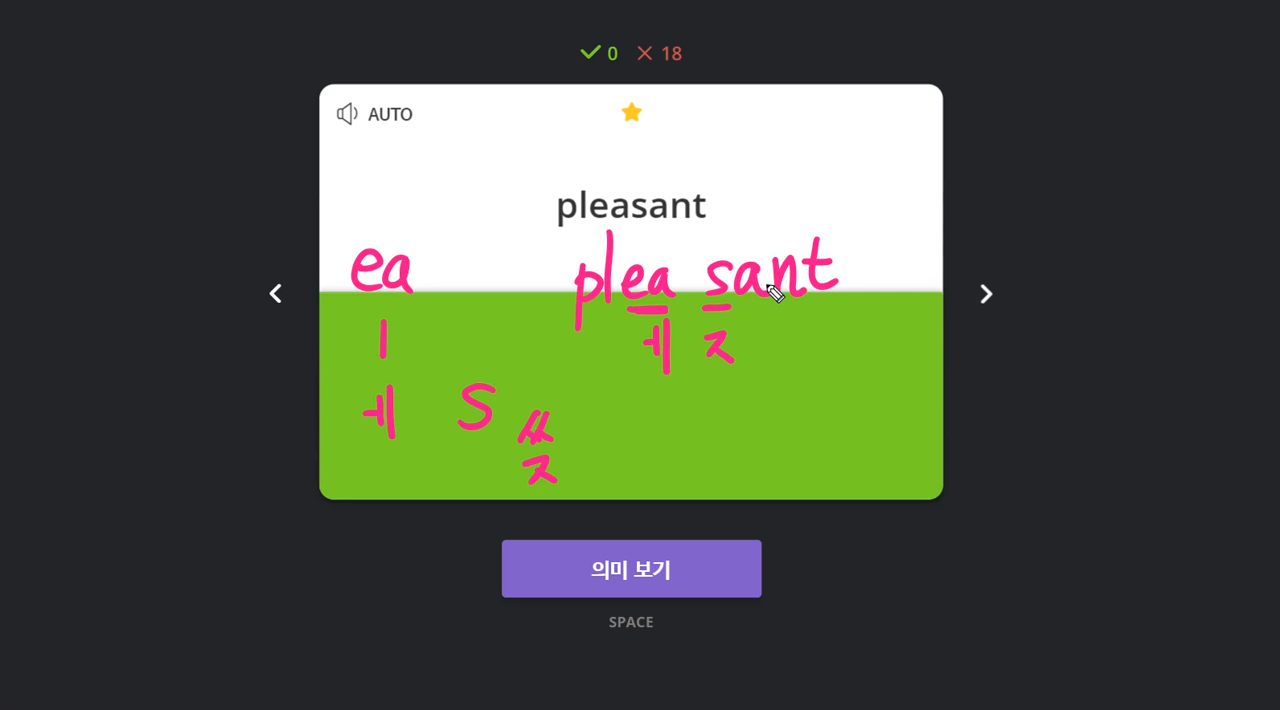 0 18
AUTO
pleasant
ea plea sant
ㅣ ㅔ ㅈ
ㅔ S ㅆ
ㅈ
의미 보기
SPACE